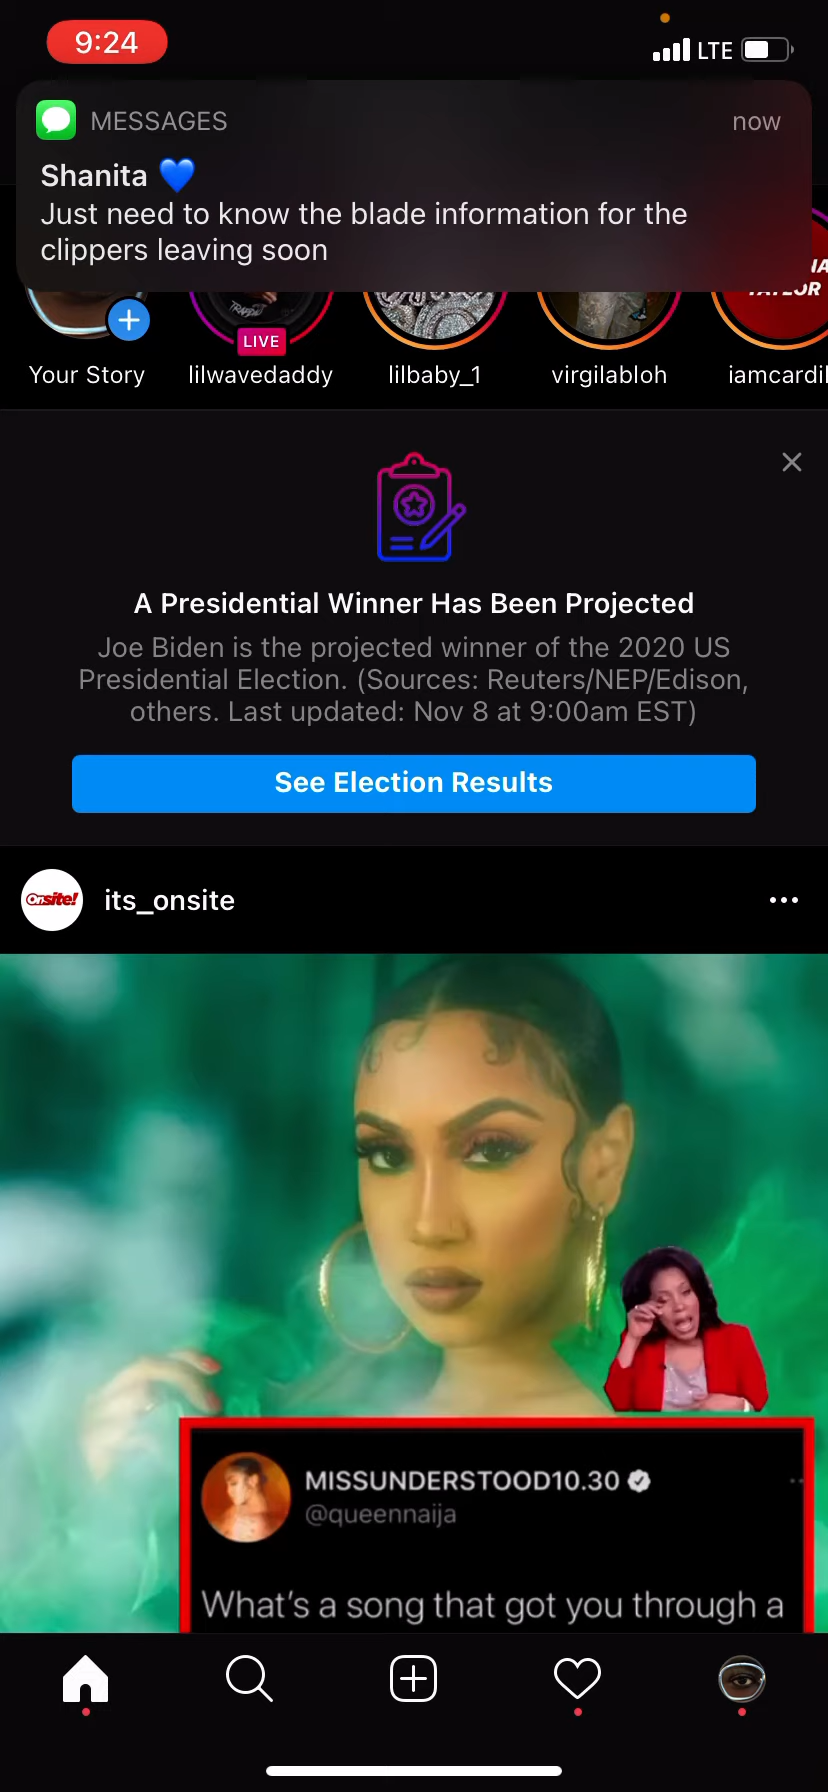 9:24
LTE
MESSAGES
now
Shanita 💙
Just need to know the blade information for the
clippers leaving soon
LIVE
Your Story
lilwavedaddy
lilbaby_1
virgilabloh
iamcardi
A Presidential Winner Has Been Projected
Joe Biden is the projected winner of the 2020 US
Presidential Election. (Sources: Reuters/NEP/Edison,
others. Last updated: Nov 8 at 9:00am EST)
See Election Results
Onsite!
its_onsite
MISSUNDERSTOOD10.30
@queennaija
What's a song that got you through a